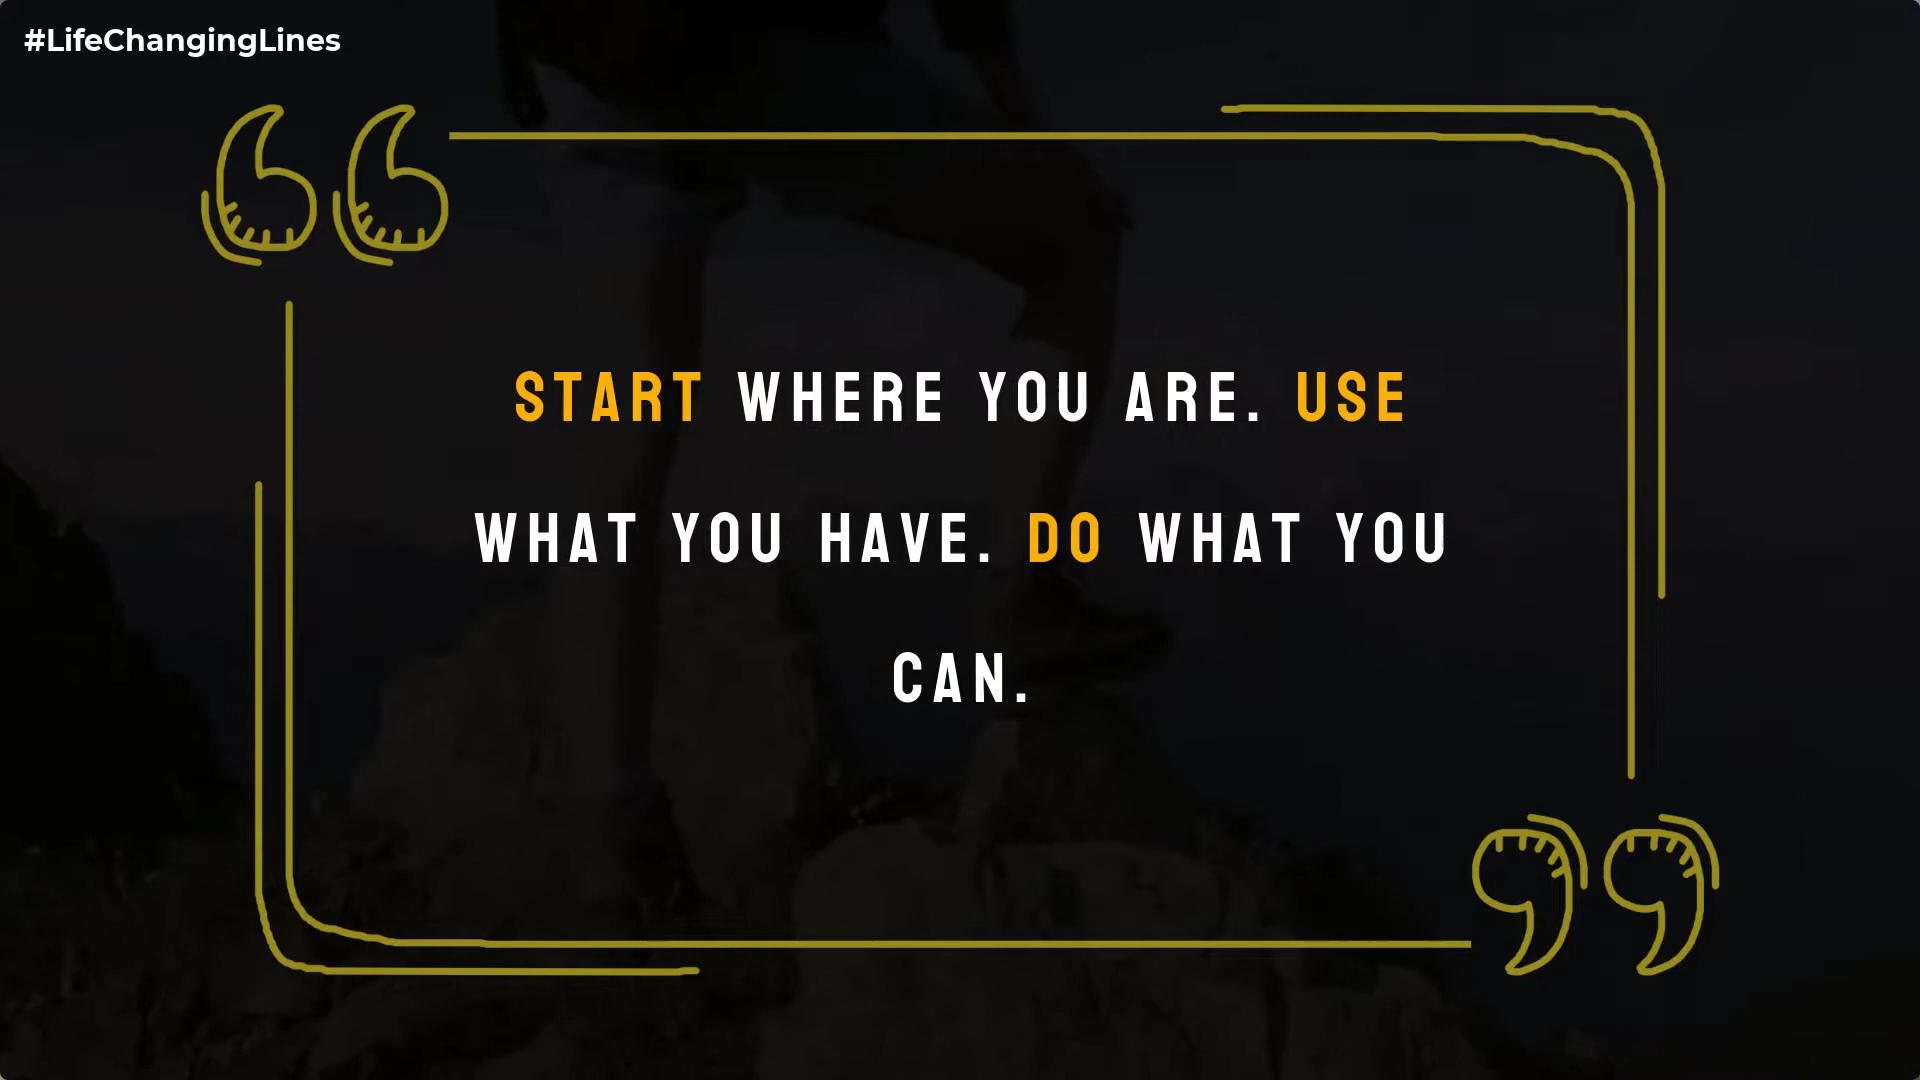 #LifeChangingLines
START WHERE YOU ARE. USE
WHAT YOU HAVE. DO WHAT YOU
CAN.